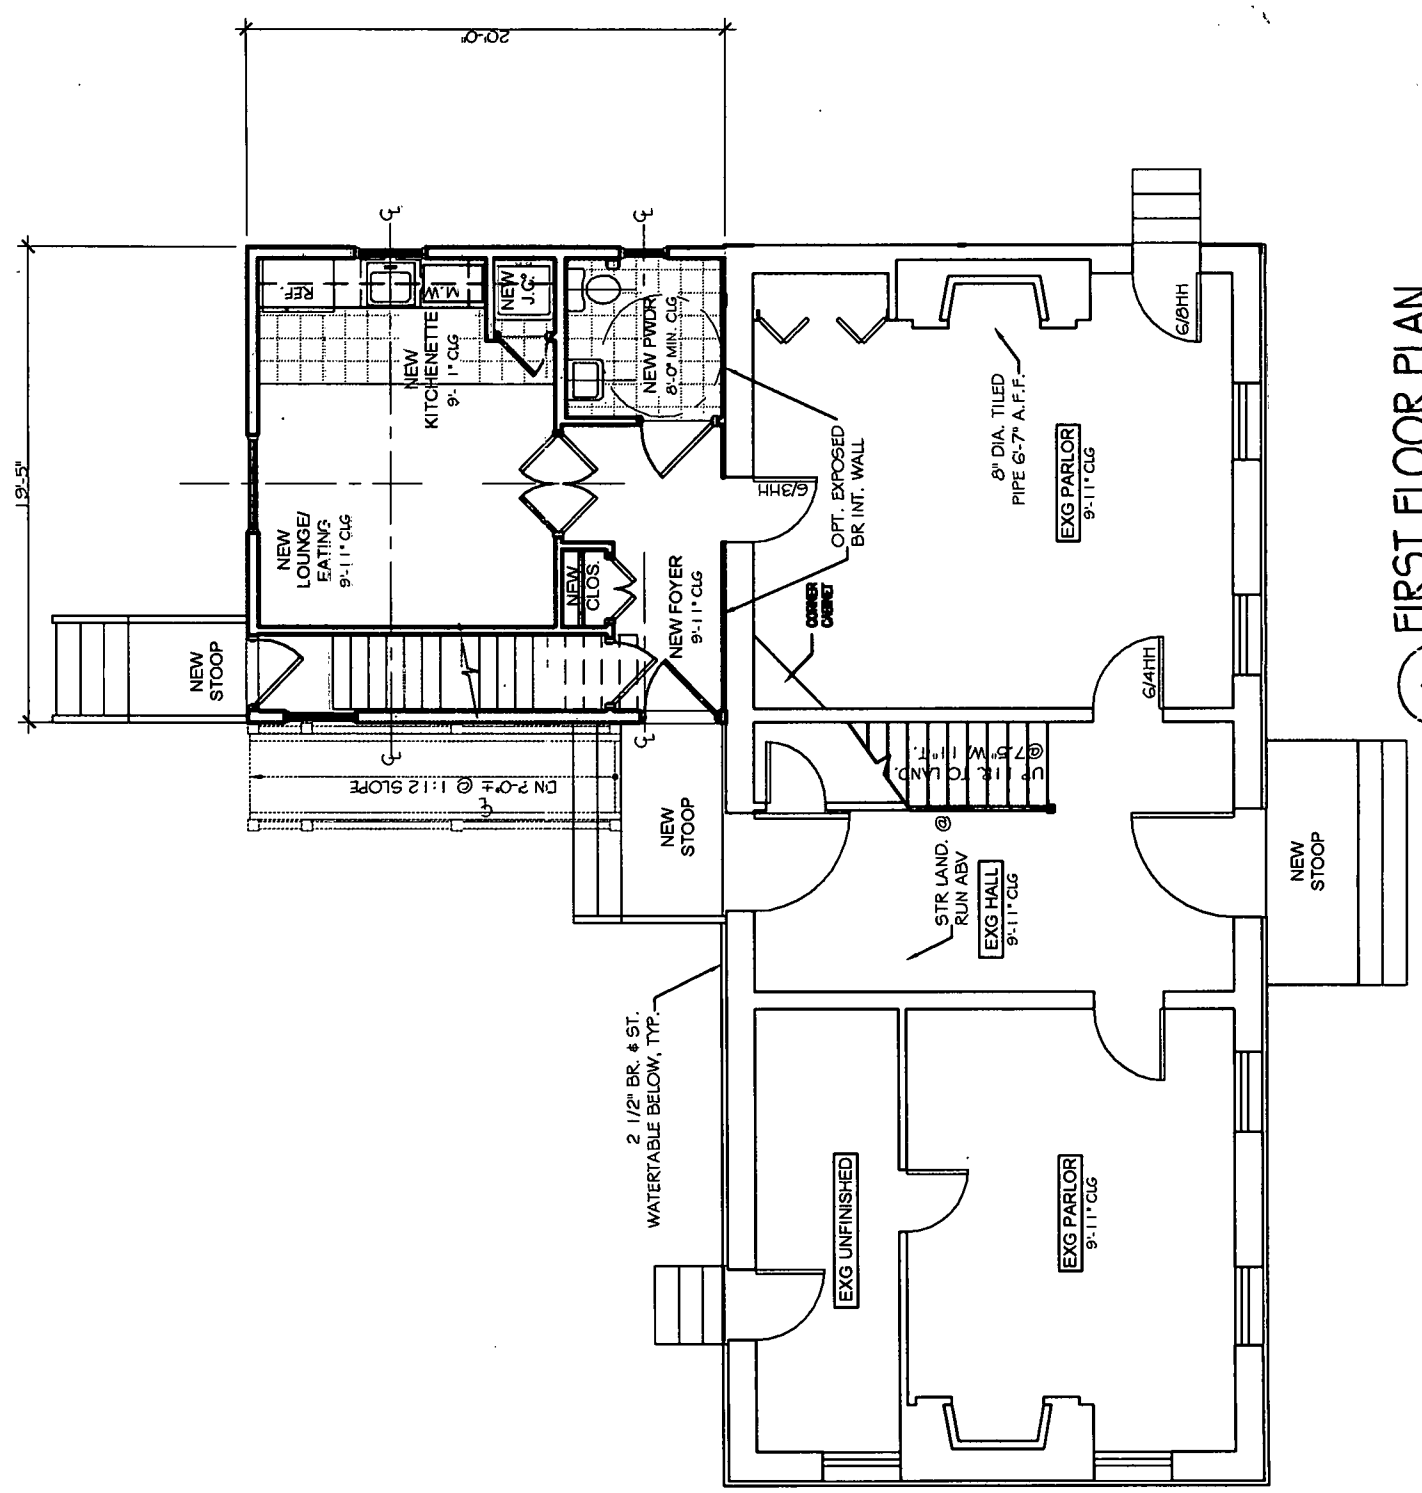 20'-0"
19'-5"
REF
M.W.
NEW
J.C.
NEW
KITCHENETTE
9'-11" CLG
NEW PWDR
8'-0" MIN. CLG
NEW
LOUNGE/
EATING
9'-11" CLG
NEW
CLOS.
NEW FOYER
9'-11" CLG
NEW
STOOP
DN 2'-0"± @ 1:12 SLOPE
NEW
STOOP
6/3HH
OPT. EXPOSED
BR INT. WALL
CORNER
CABINET
8" DIA. TILED
PIPE 6'-7" A.F.F.
EXG PARLOR
9'-11" CLG
6/8HH
6/4HH
TO LAND.
@7.5" W, 11" T.
STR LAND. @
RUN ABV
EXG HALL
9'-11" CLG
NEW
STOOP
2 1/2" BR. & ST.
WATERTABLE BELOW, TYP.
EXG UNFINISHED
EXG PARLOR
9'-11" CLG
FIRST FLOOR PLAN